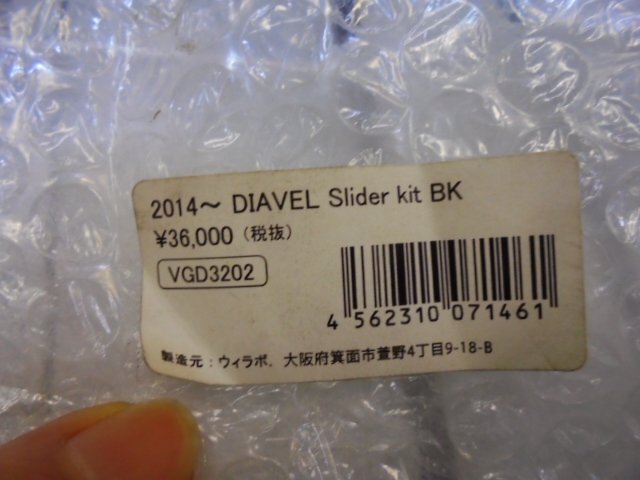 2014～ DIAVEL Slider kit BK
¥36,000（税抜）
VGD3202
4 562310 071461
製造元：ウィラボ．大阪府箕面市萱野4丁目9-18-B